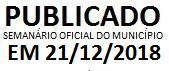 PUBLICADO
SEMANÁRIO OFICIAL DO MUNICÍPIO
EM 21/12/2018